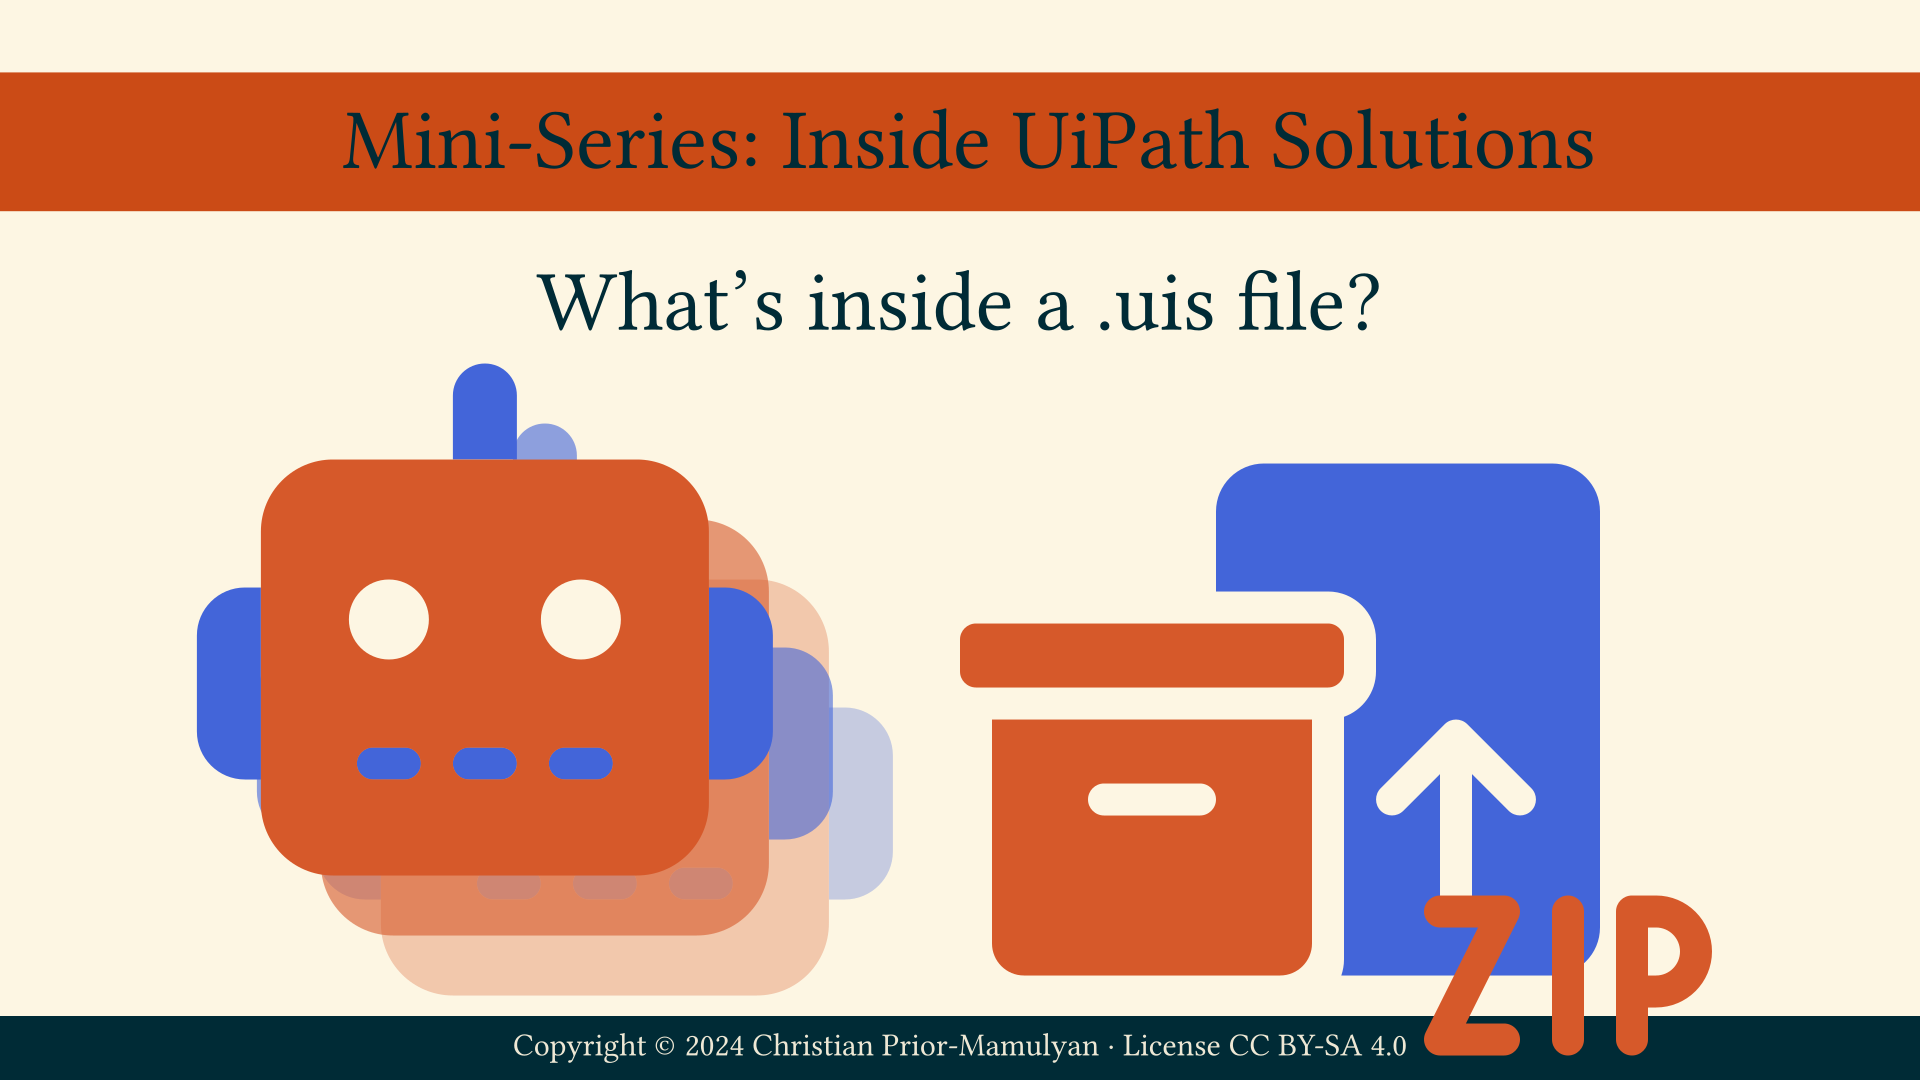 Mini-Series: Inside UiPath Solutions
What’s inside a .uis file?
ZIP
Copyright © 2024 Christian Prior-Mamulyan · License CC BY-SA 4.0